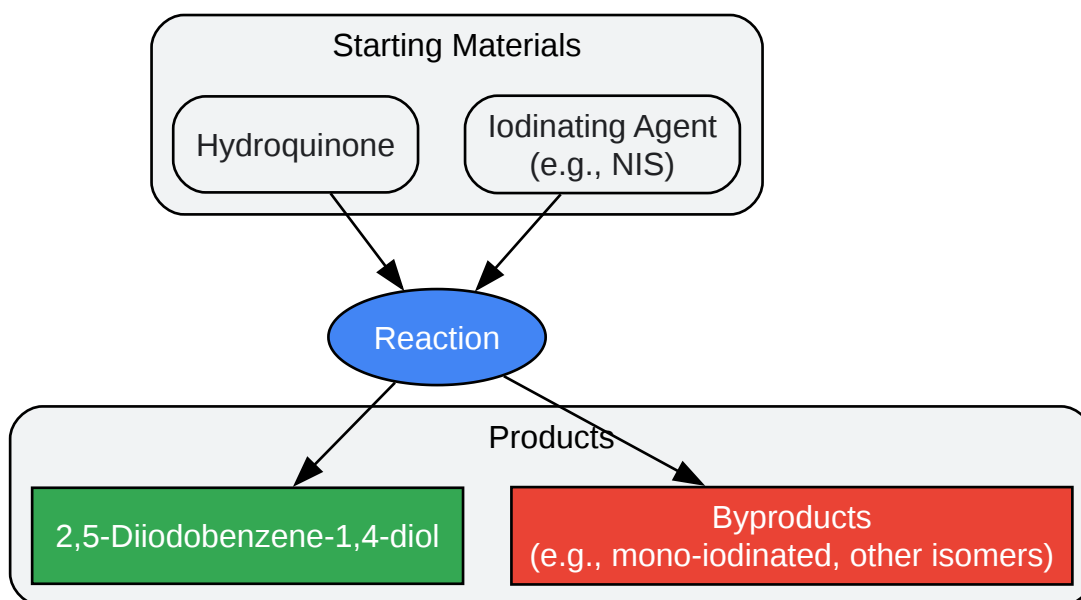 Starting Materials
Hydroquinone
Iodinating Agent
(e.g., NIS)
Reaction
Products
2,5-Diiodobenzene-1,4-diol
Byproducts
(e.g., mono-iodinated, other isomers)